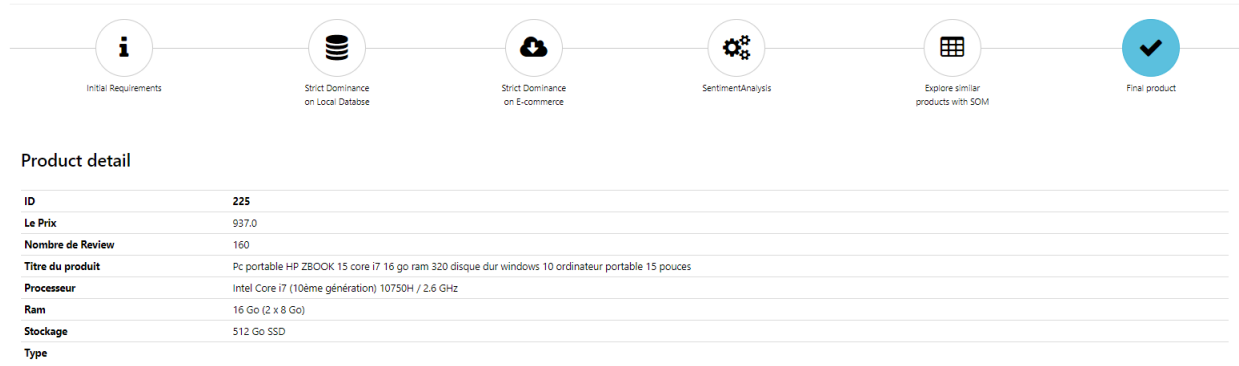 Initial Requirements
Strict Dominance
on Local Databse
Strict Dominance
on E-commerce
SentimentAnalysis
Explore similar
products with SOM
Final product
Product detail
ID 225
Le Prix 937.0
Nombre de Review 160
Titre du produit Pc portable HP ZBOOK 15 core i7 16 go ram 320 disque dur windows 10 ordinateur portable 15 pouces
Processeur Intel Core i7 (10ème génération) 10750H / 2.6 GHz
Ram 16 Go (2 x 8 Go)
Stockage 512 Go SSD
Type